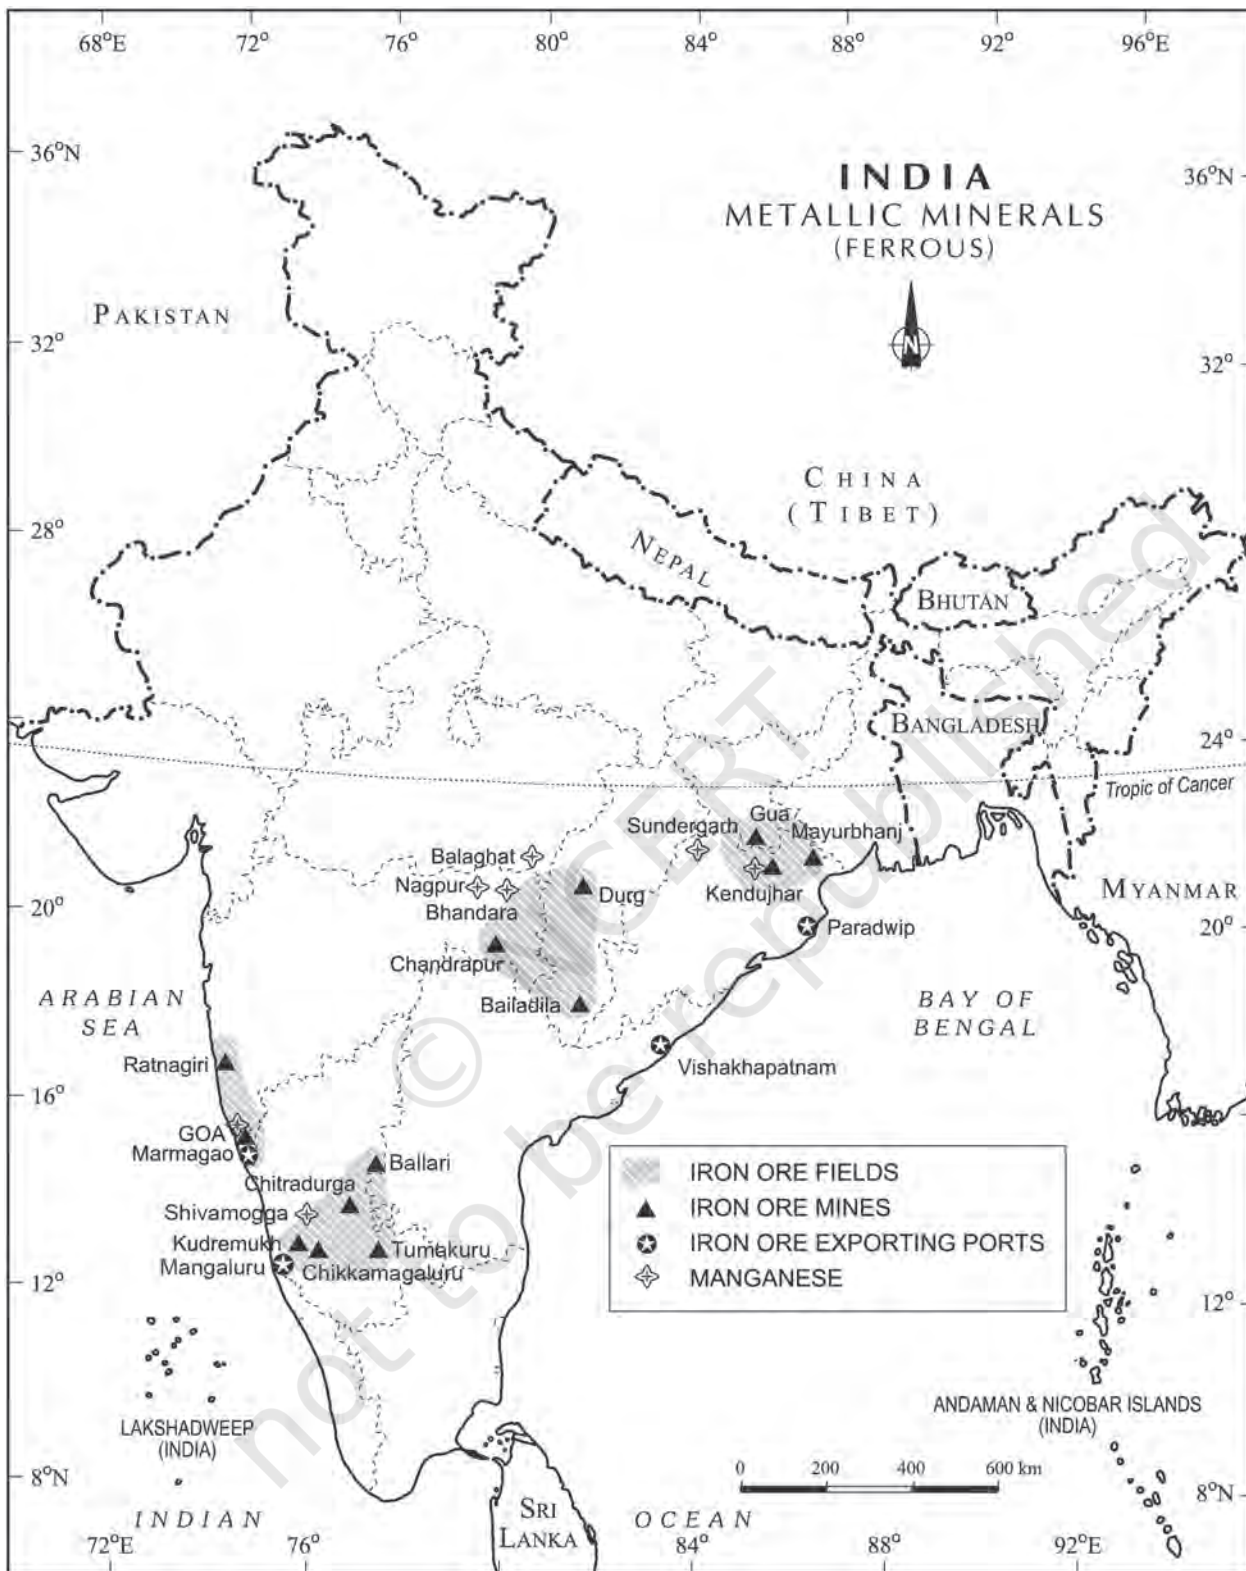 68°E 72° 76° 80° 84° 88° 92° 96°E
36°N
INDIA
METALLIC MINERALS
(FERROUS)
36°N
N
PAKISTAN
32°
32°
CHINA
(TIBET)
28°
28°
NEPAL
BHUTAN
BANGLADESH
24°
Tropic of Cancer
Sundergarh
Gua
Mayurbhanj
Balaghat
Nagpur
Bhandara
Durg
Kendujhar
MYANMAR
20°
20°
Paradwip
Chandrapur
Bailadila
ARABIAN
SEA
BAY OF
BENGAL
Ratnagiri
Vishakhapatnam
16°
16°
GOA
Marmagao
Ballari
Chitradurga
Shivamogga
Kudremukh
Tumakuru
Mangaluru
Chikkamagaluru
IRON ORE FIELDS
IRON ORE MINES
IRON ORE EXPORTING PORTS
MANGANESE
12°
12°
LAKSHADWEEP
(INDIA)
ANDAMAN & NICOBAR ISLANDS
(INDIA)
0 200 400 600 km
8°N
8°N
SRI
LANKA
INDIAN OCEAN
72°E 76° 84° 88° 92°E
© NCERT
not to be republished